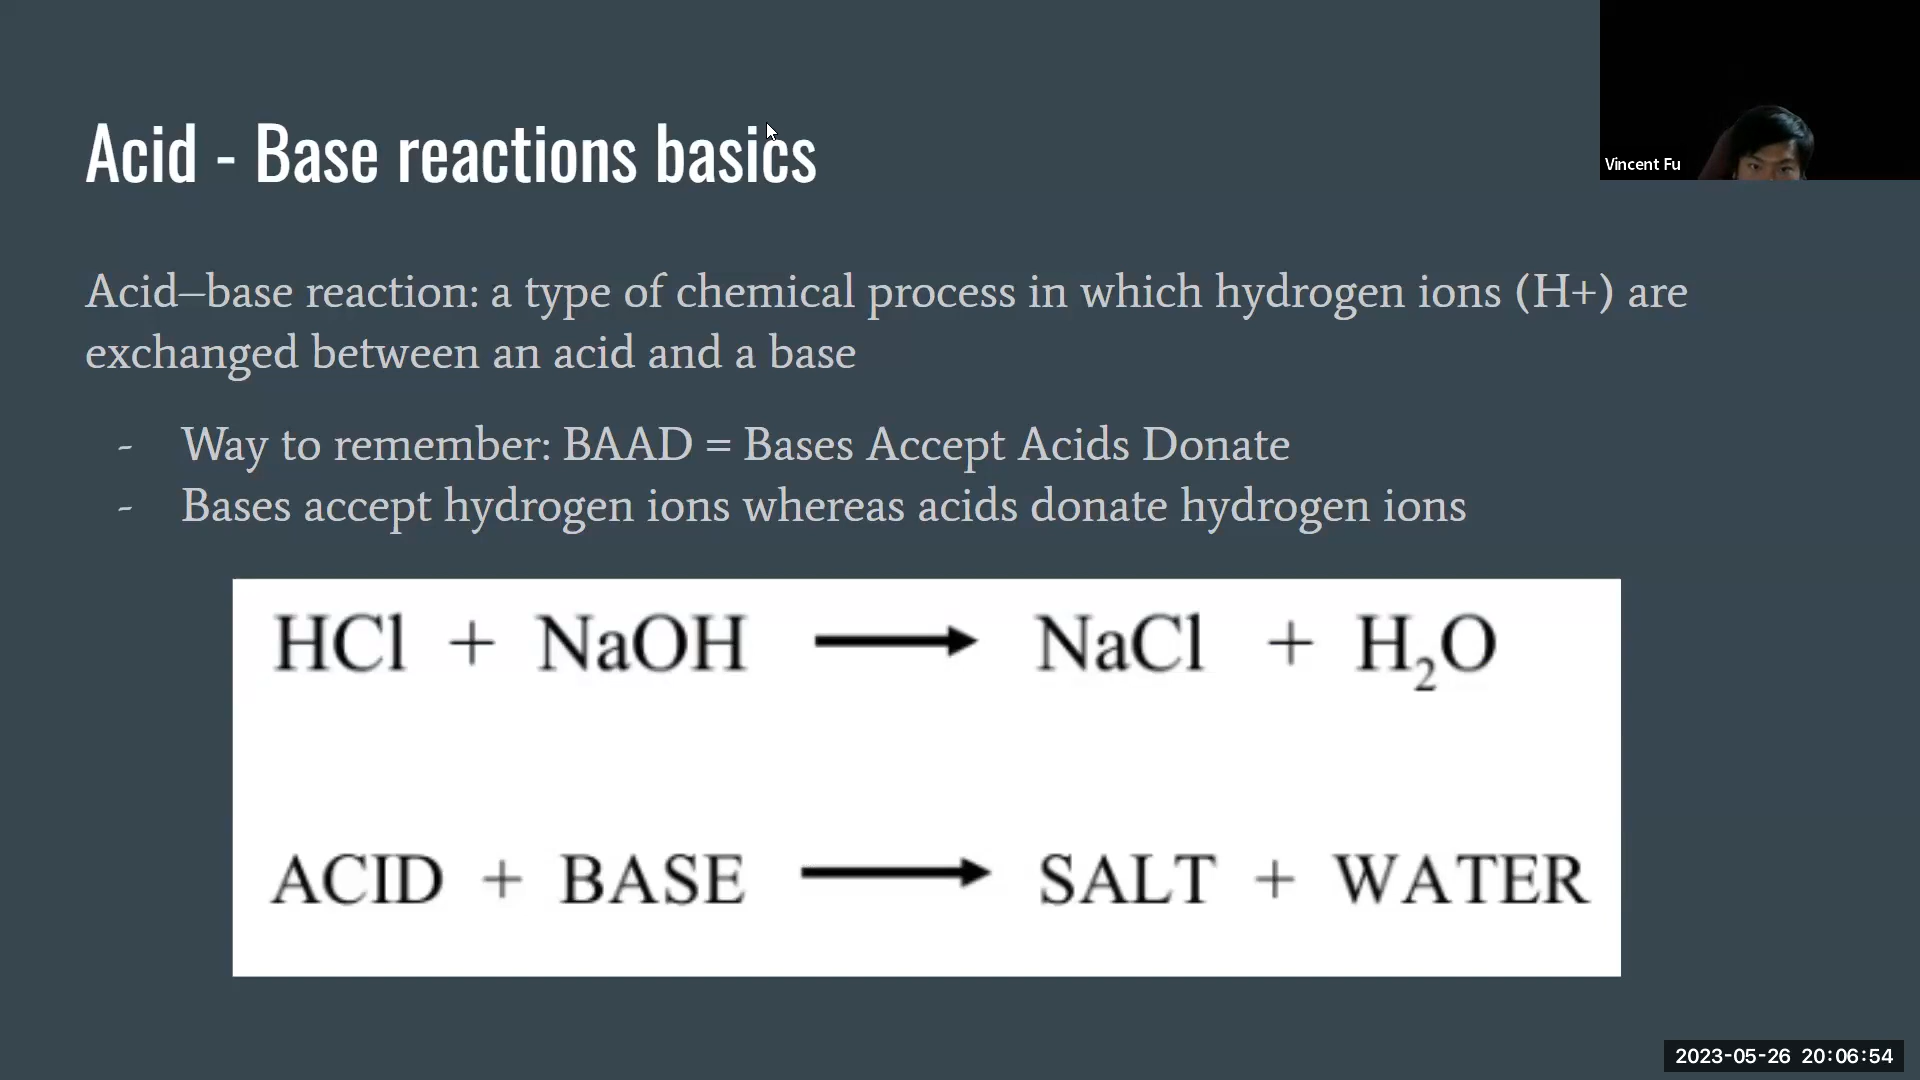 Acid - Base reactions basics
Vincent Fu
Acid–base reaction: a type of chemical process in which hydrogen ions (H+) are
exchanged between an acid and a base
- Way to remember: BAAD = Bases Accept Acids Donate
- Bases accept hydrogen ions whereas acids donate hydrogen ions
HCl + NaOH ⟶ NaCl + H₂O
ACID + BASE ⟶ SALT + WATER
2023-05-26 20:06:54